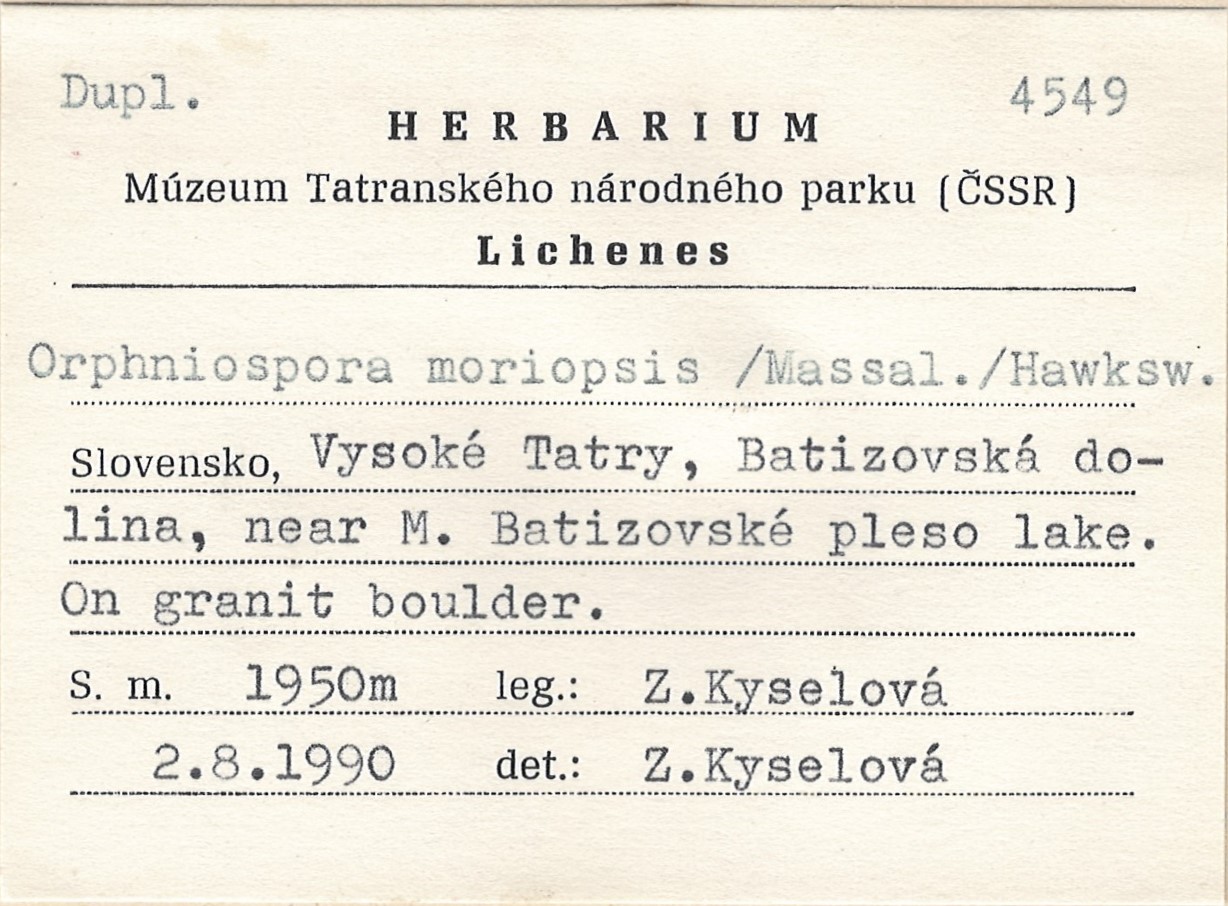 Dupl. 4549
HERBARIUM
Múzeum Tatranského národného parku (ČSSR)
Lichenes
Orphniospora moriopsis /Massal./Hawksw.
Slovensko, Vysoké Tatry, Batizovská do-
lina, near M. Batizovské pleso lake.
On granit boulder.
S. m. 1950m leg.: Z.Kyselová
2.8.1990 det.: Z.Kyselová